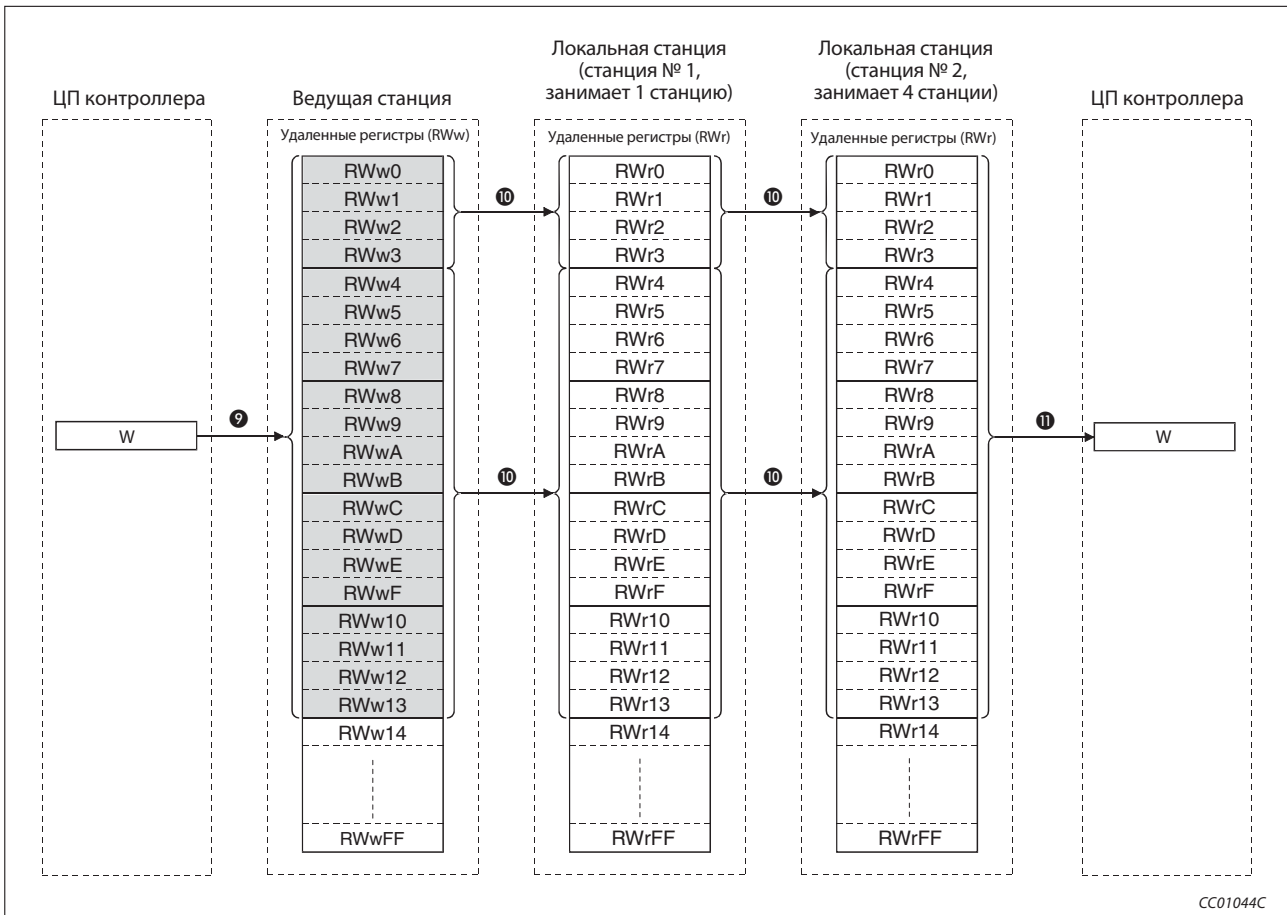 ЦП контроллера
Ведущая станция
Локальная станция
(станция № 1,
занимает 1 станцию)
Локальная станция
(станция № 2,
занимает 4 станции)
ЦП контроллера
Удаленные регистры (RWw)
Удаленные регистры (RWr)
Удаленные регистры (RWr)
RWw0 RWr0 RWr0
RWw1 ❿ RWr1 ❿ RWr1
RWw2 RWr2 RWr2
RWw3 RWr3 RWr3
RWw4 RWr4 RWr4
RWw5 RWr5 RWr5
RWw6 RWr6 RWr6
RWw7 RWr7 RWr7
RWw8 RWr8 RWr8
❾ RWw9 RWr9 RWr9 ⓫
W RWwA RWrA RWrA W
RWwB ❿ RWrB ❿ RWrB
RWwC RWrC RWrC
RWwD RWrD RWrD
RWwE RWrE RWrE
RWwF RWrF RWrF
RWw10 RWr10 RWr10
RWw11 RWr11 RWr11
RWw12 RWr12 RWr12
RWw13 RWr13 RWr13
RWw14 RWr14 RWr14
RWwFF RWrFF RWrFF
CC01044C